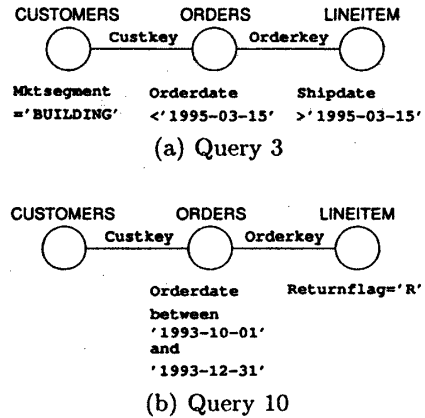 CUSTOMERS ORDERS LINEITEM
Custkey Orderkey
Mktsegment Orderdate Shipdate
='BUILDING' <'1995-03-15' >'1995-03-15'
(a) Query 3
CUSTOMERS ORDERS LINEITEM
Custkey Orderkey
Orderdate Returnflag='R'
between
'1993-10-01'
and
'1993-12-31'
(b) Query 10